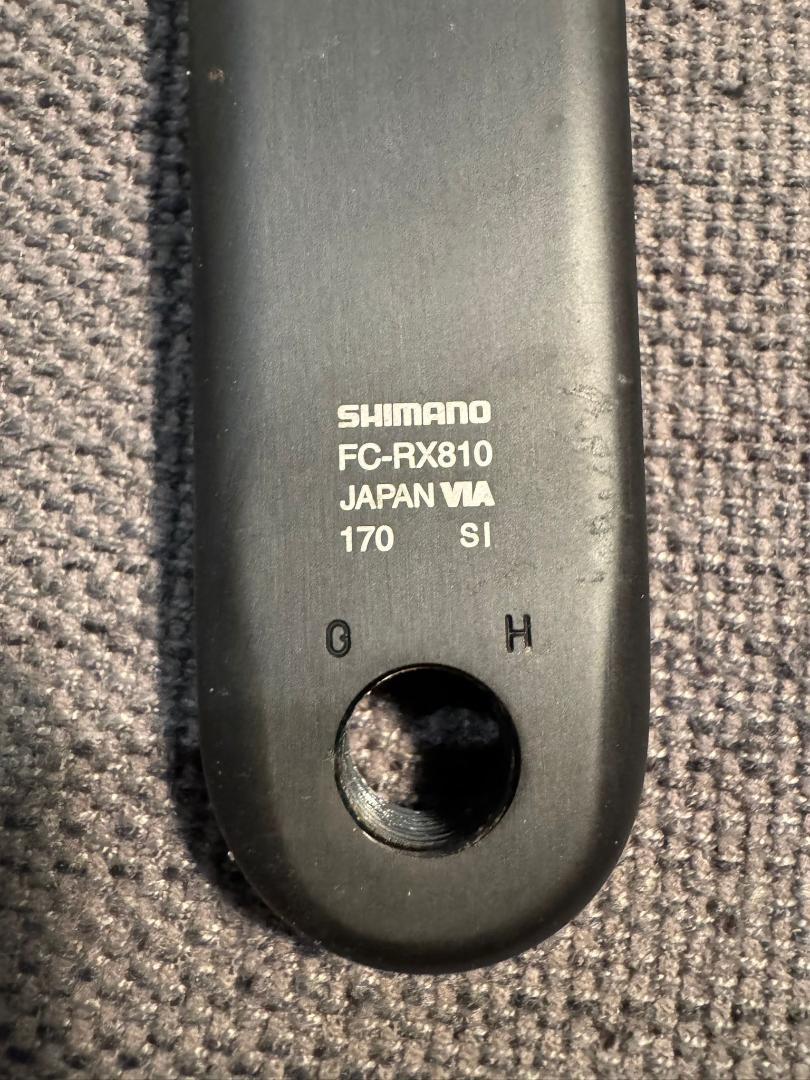 SHIMANO
FC-RX810
JAPAN VIA
170 SI
O H